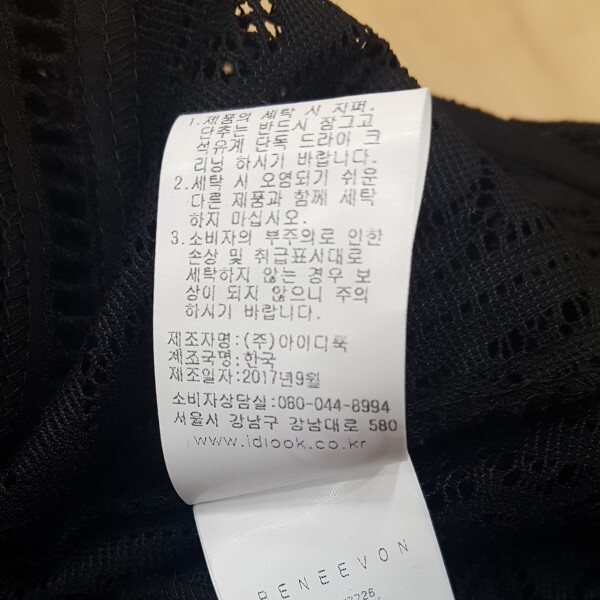 1.제품의 세탁 시 지퍼.
단추는 반드시 잠그고
석유계 단독 드라이 크
리닝 하시기 바랍니다.
2.세탁 시 오염되기 쉬운
다른 제품과 함께 세탁
하지 마십시오.
3.소비자의 부주의로 인한
손상 및 취급표시대로
세탁하지 않는 경우 보
상이 되지 않으니 주의
하시기 바랍니다.
제조자명:(주)아이디룩
제조국명:한국
제조일자:2017년9월
소비자상담실:080-044-8994
서울시 강남구 강남대로 580
www.idlook.co.kr
RENEEVON